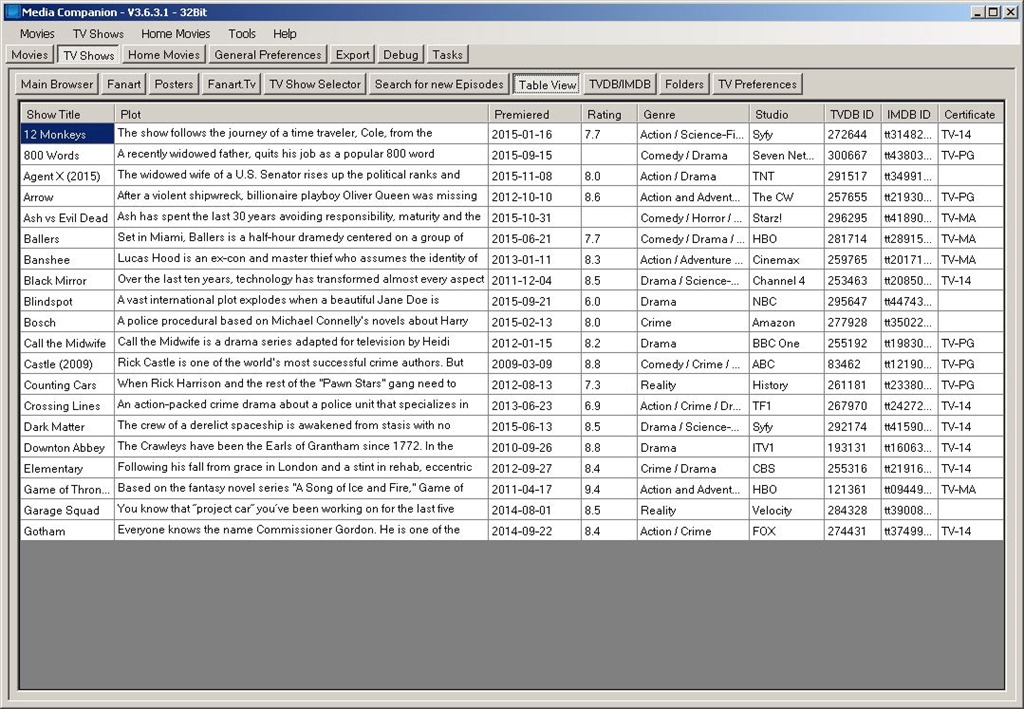 Media Companion - V3.6.3.1 - 32Bit
Movies TV Shows Home Movies Tools Help
Movies TV Shows Home Movies General Preferences Export Debug Tasks
Main Browser Fanart Posters Fanart.Tv TV Show Selector Search for new Episodes Table View TVDB/IMDB Folders TV Preferences
Show Title Plot Premiered Rating Genre Studio TVDB ID IMDB ID Certificate
12 Monkeys The show follows the journey of a time traveler, Cole, from the 2015-01-16 7.7 Action / Science-Fi... Syfy 272644 tt31482... TV-14
800 Words A recently widowed father, quits his job as a popular 800 word 2015-09-15 Comedy / Drama Seven Net... 300667 tt43803... TV-PG
Agent X (2015) The widowed wife of a U.S. Senator rises up the political ranks and 2015-11-08 8.0 Action / Drama TNT 291517 tt34991...
Arrow After a violent shipwreck, billionaire playboy Oliver Queen was missing 2012-10-10 8.6 Action and Advent... The CW 257655 tt21930... TV-PG
Ash vs Evil Dead Ash has spent the last 30 years avoiding responsibility, maturity and the 2015-10-31 Comedy / Horror / ... Starz! 296295 tt41890... TV-MA
Ballers Set in Miami, Ballers is a half-hour dramedy centered on a group of 2015-06-21 7.7 Comedy / Drama / ... HBO 281714 tt28915... TV-MA
Banshee Lucas Hood is an ex-con and master thief who assumes the identity of 2013-01-11 8.3 Action / Adventure ... Cinemax 259765 tt20171... TV-MA
Black Mirror Over the last ten years, technology has transformed almost every aspect 2011-12-04 8.5 Drama / Science-... Channel 4 253463 tt20850... TV-14
Blindspot A vast international plot explodes when a beautiful Jane Doe is 2015-09-21 6.0 Drama NBC 295647 tt44743...
Bosch A police procedural based on Michael Connelly's novels about Harry 2015-02-13 8.0 Crime Amazon 277928 tt35022...
Call the Midwife Call the Midwife is a drama series adapted for television by Heidi 2012-01-15 8.2 Drama BBC One 255192 tt19830... TV-PG
Castle (2009) Rick Castle is one of the world's most successful crime authors. But 2009-03-09 8.8 Comedy / Crime / ... ABC 83462 tt12190... TV-PG
Counting Cars When Rick Harrison and the rest of the "Pawn Stars" gang need to 2012-08-13 7.3 Reality History 261181 tt23380... TV-PG
Crossing Lines An action-packed crime drama about a police unit that specializes in 2013-06-23 6.9 Action / Crime / Dr... TF1 267970 tt24272... TV-14
Dark Matter The crew of a derelict spaceship is awakened from stasis with no 2015-06-13 8.5 Drama / Science-... Syfy 292174 tt41590... TV-14
Downton Abbey The Crawleys have been the Earls of Grantham since 1772. In the 2010-09-26 8.8 Drama ITV1 193131 tt16063... TV-14
Elementary Following his fall from grace in London and a stint in rehab, eccentric 2012-09-27 8.4 Crime / Drama CBS 255316 tt21916... TV-14
Game of Thron... Based on the fantasy novel series "A Song of Ice and Fire," Game of 2011-04-17 9.4 Action and Advent... HBO 121361 tt09449... TV-MA
Garage Squad You know that "project car" you've been working on for the last five 2014-08-01 8.5 Reality Velocity 284328 tt39008...
Gotham Everyone knows the name Commissioner Gordon. He is one of the 2014-09-22 8.4 Action / Crime FOX 274431 tt37499... TV-14